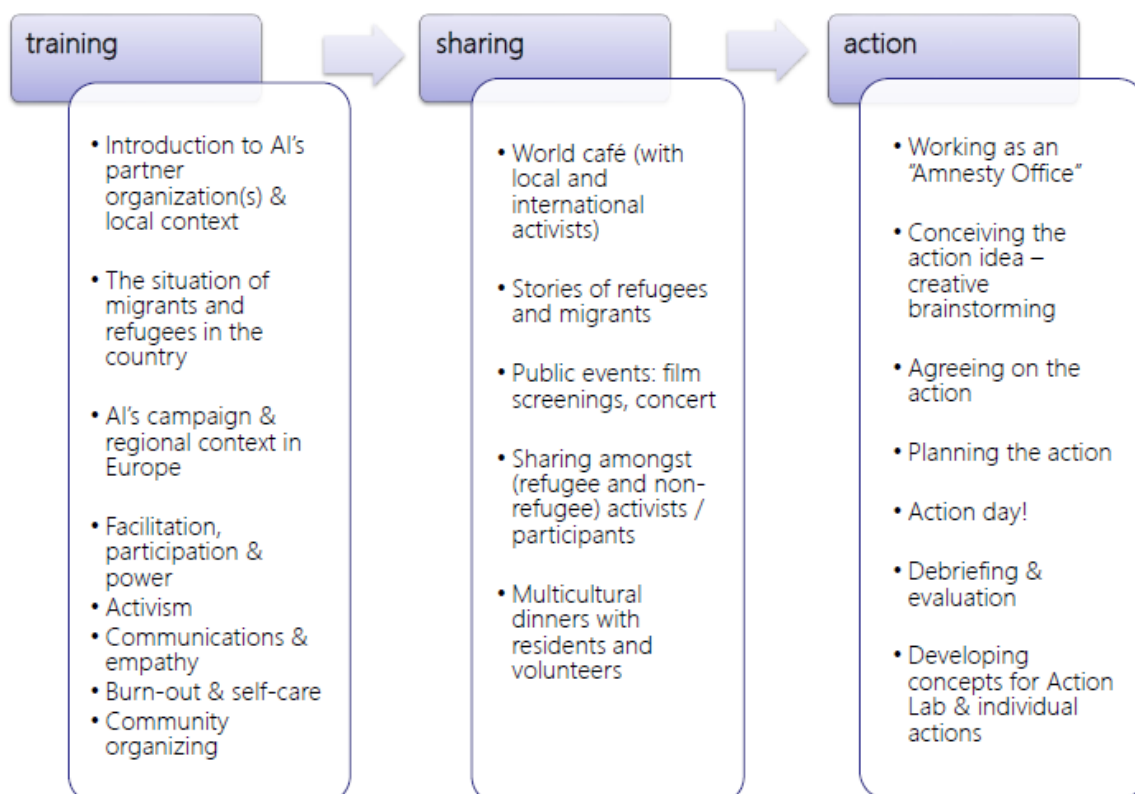 training
• Introduction to AI's
partner
organization(s) &
local context
• The situation of
migrants and
refugees in the
country
• AI's campaign &
regional context in
Europe
• Facilitation,
participation &
power
• Activism
• Communications &
empathy
• Burn-out & self-care
• Community
organizing
sharing
• World café (with
local and
international
activists)
• Stories of refugees
and migrants
• Public events: film
screenings, concert
• Sharing amongst
(refugee and non-
refugee) activists /
participants
• Multicultural
dinners with
residents and
volunteers
action
• Working as an
"Amnesty Office"
• Conceiving the
action idea –
creative
brainstorming
• Agreeing on the
action
• Planning the action
• Action day!
• Debriefing &
evaluation
• Developing
concepts for Action
Lab & individual
actions